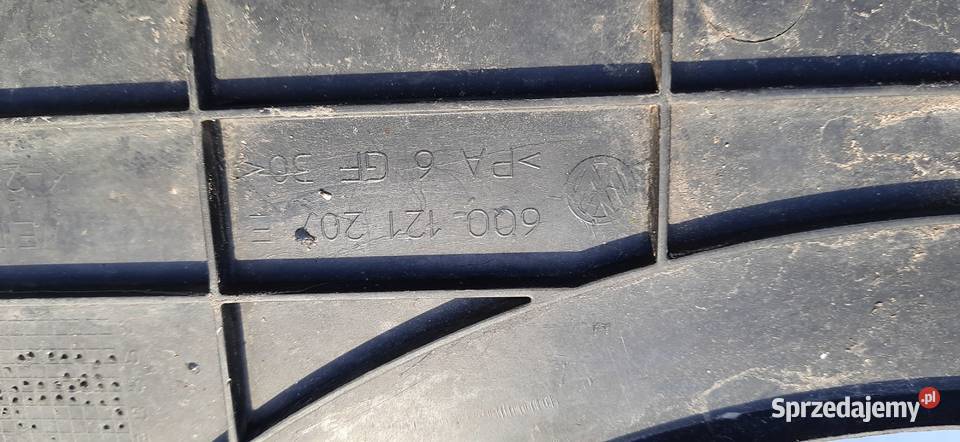 6Q0 121 207
>PA 6 GF 30<
Sprzedajemy.pl